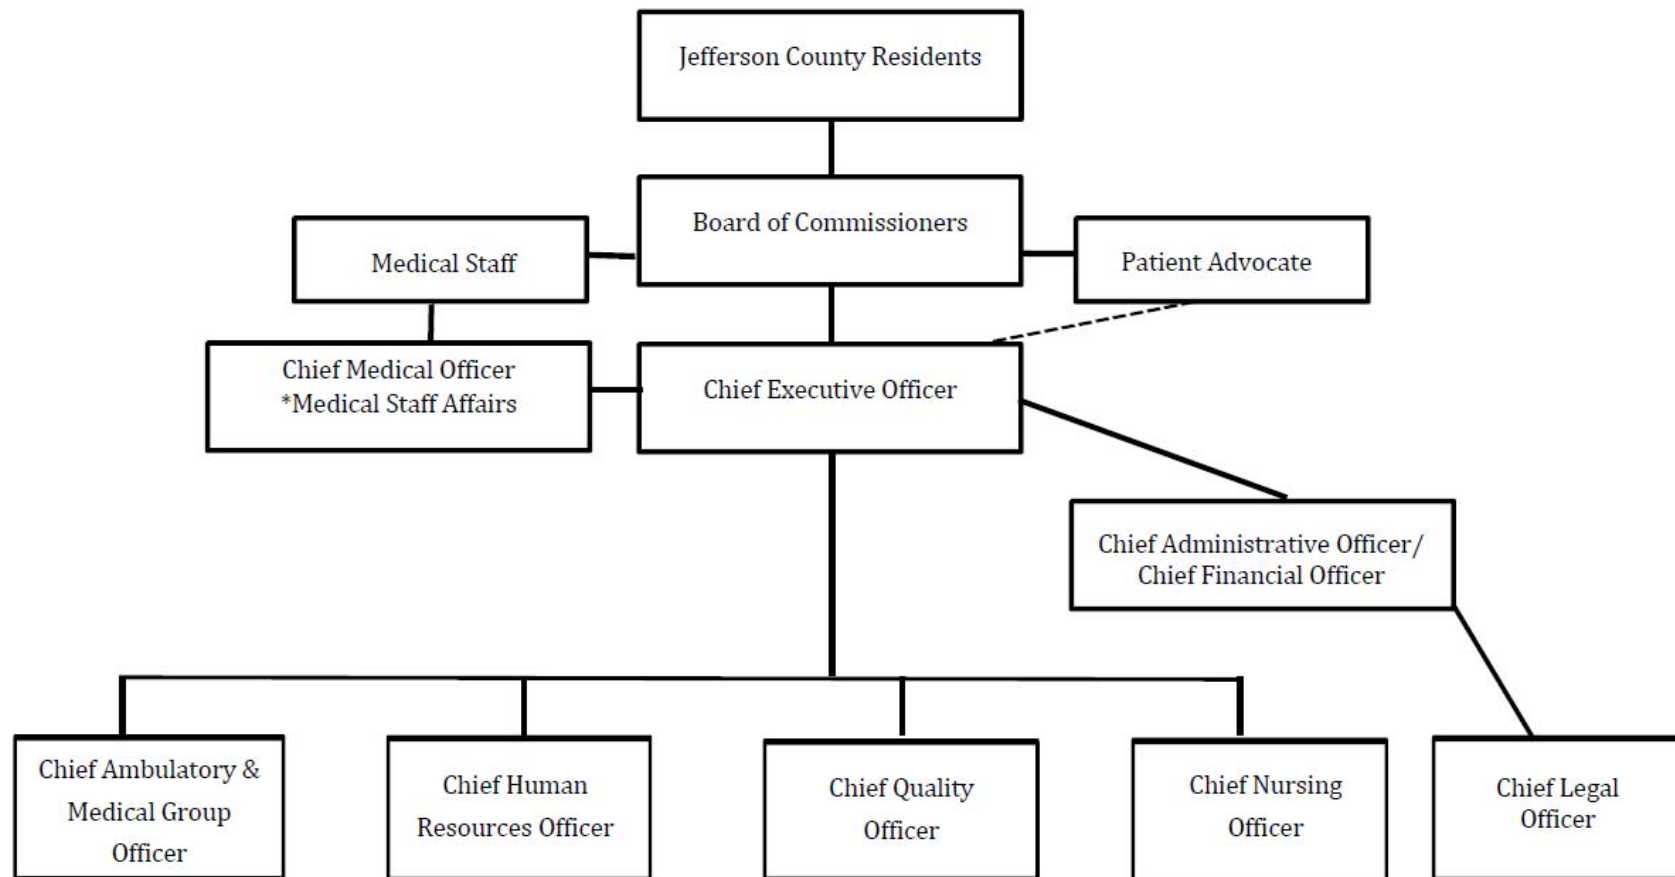 Jefferson County Residents
Board of Commissioners
Medical Staff
Patient Advocate
Chief Medical Officer
*Medical Staff Affairs
Chief Executive Officer
Chief Administrative Officer/
Chief Financial Officer
Chief Ambulatory &
Medical Group
Officer
Chief Human
Resources Officer
Chief Quality
Officer
Chief Nursing
Officer
Chief Legal
Officer